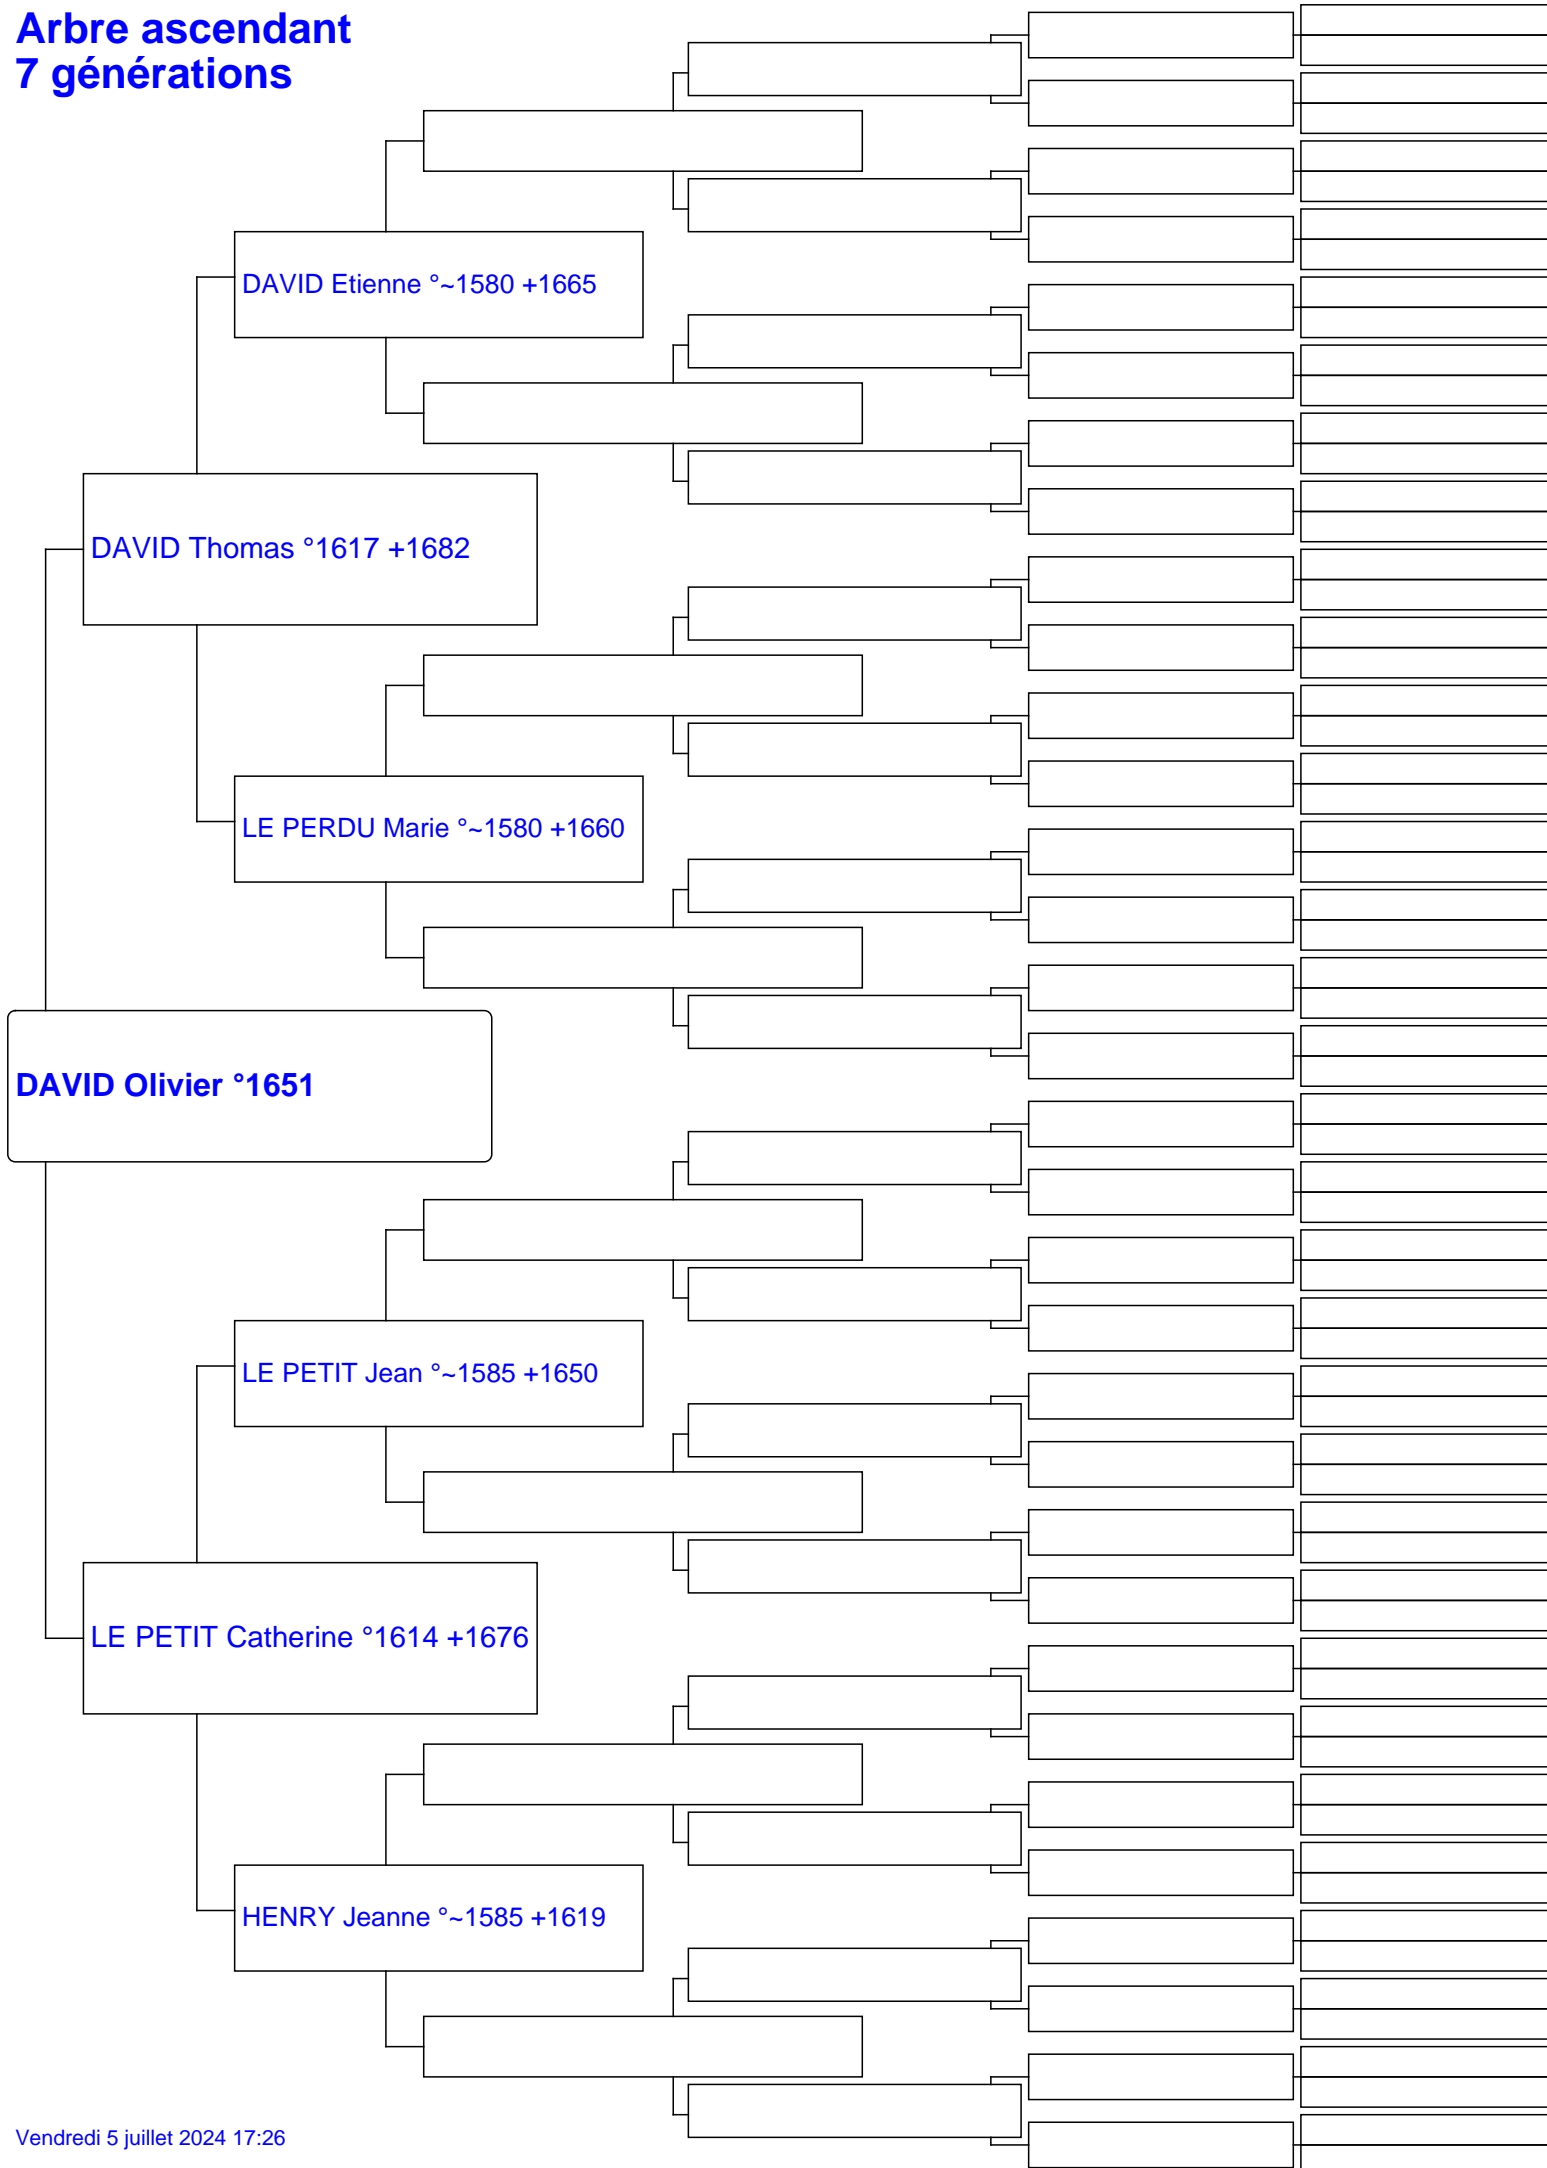 Arbre ascendant
7 générations
DAVID Etienne °~1580 +1665
DAVID Thomas °1617 +1682
LE PERDU Marie °~1580 +1660
DAVID Olivier °1651
LE PETIT Jean °~1585 +1650
LE PETIT Catherine °1614 +1676
HENRY Jeanne °~1585 +1619
Vendredi 5 juillet 2024 17:26